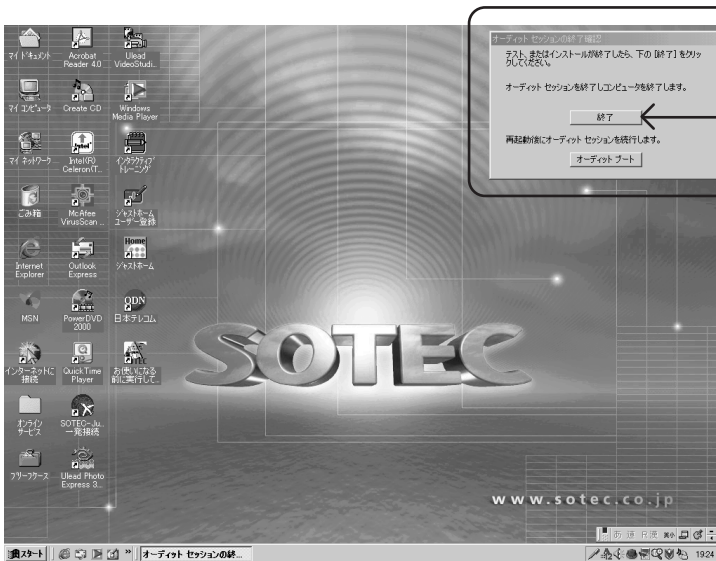 マイ ドキュメント
Acrobat
Reader 4.0
Ulead
VideoStudi...
マイ コンピュータ
Create CD
Windows
Media Player
マイ ネットワーク
Intel(R)
Celeron(T...
インタラクティブ
トレーニング
ごみ箱
McAfee
VirusScan ...
ジャストホーム
ユーザー登録
Internet
Explorer
Outlook
Express
Home
ジャストホーム
MSN
PowerDVD
2000
ODN
日本テレコム
インターネットに
接続
QuickTime
Player
お使いになる
前に実行して...
オンライン
サービス
SOTEC-Ju...
一発接続
ブリーフケース
Ulead Photo
Express 3...
オーディット セッションの終了確認
テスト、またはインストールが終了したら、下の [終了] をクリッ
クしてください。
オーディット セッションを終了しコンピュータを終了します。
終了
再起動後にオーディット セッションを続行します。
オーディット ブート
SOTEC
www.sotec.co.jp
あ 連 R漢
スタート
オーディット セッションの終...
19:24